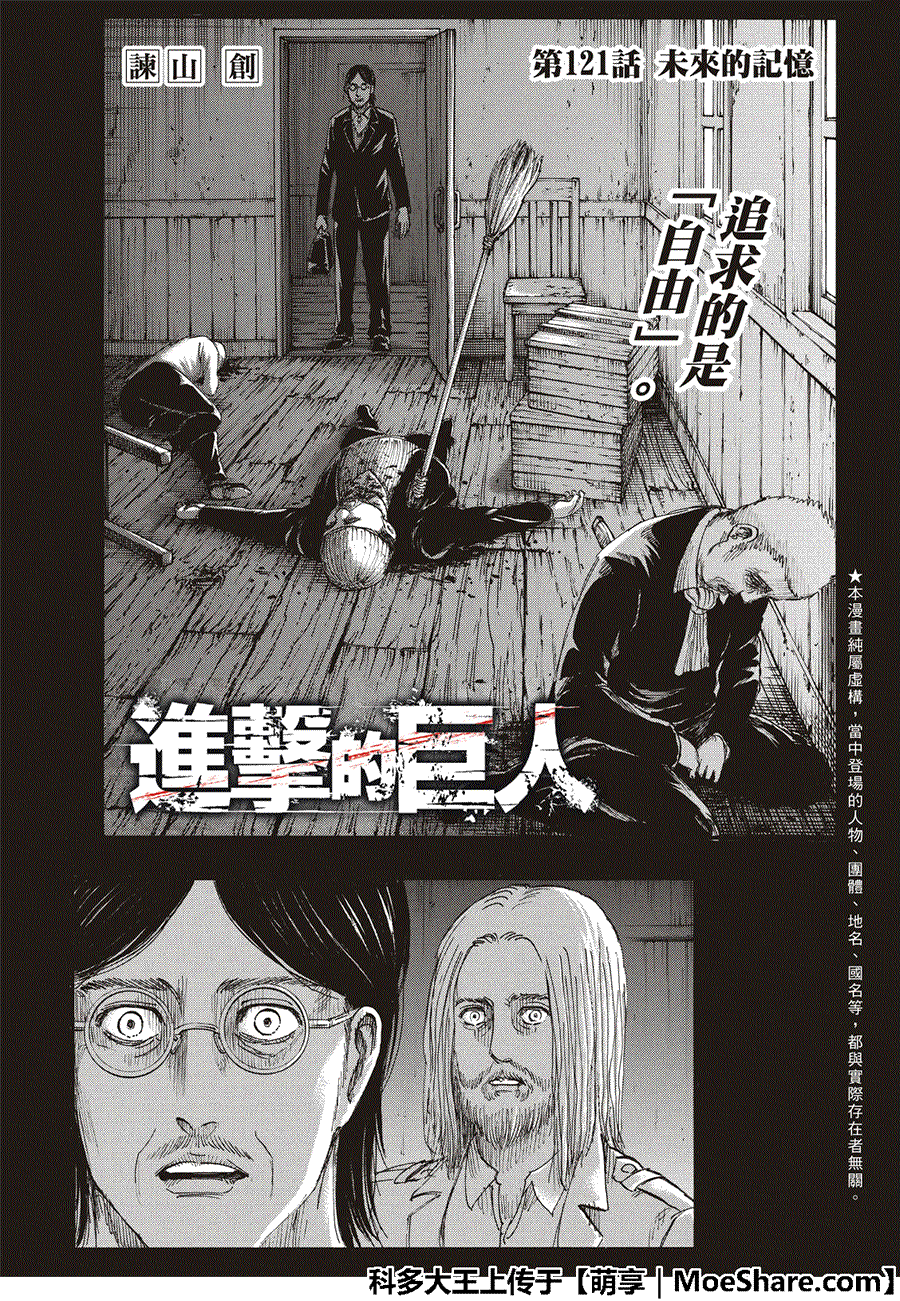 第121話 未來的記憶
諫山 創
追求的是
「自由」。
進擊的巨人
★本漫畫純屬虛構，當中登場的人物、團體、地名、國名等，都與實際存在者無關。
科多大王上传于【萌享 | MoeShare.com】